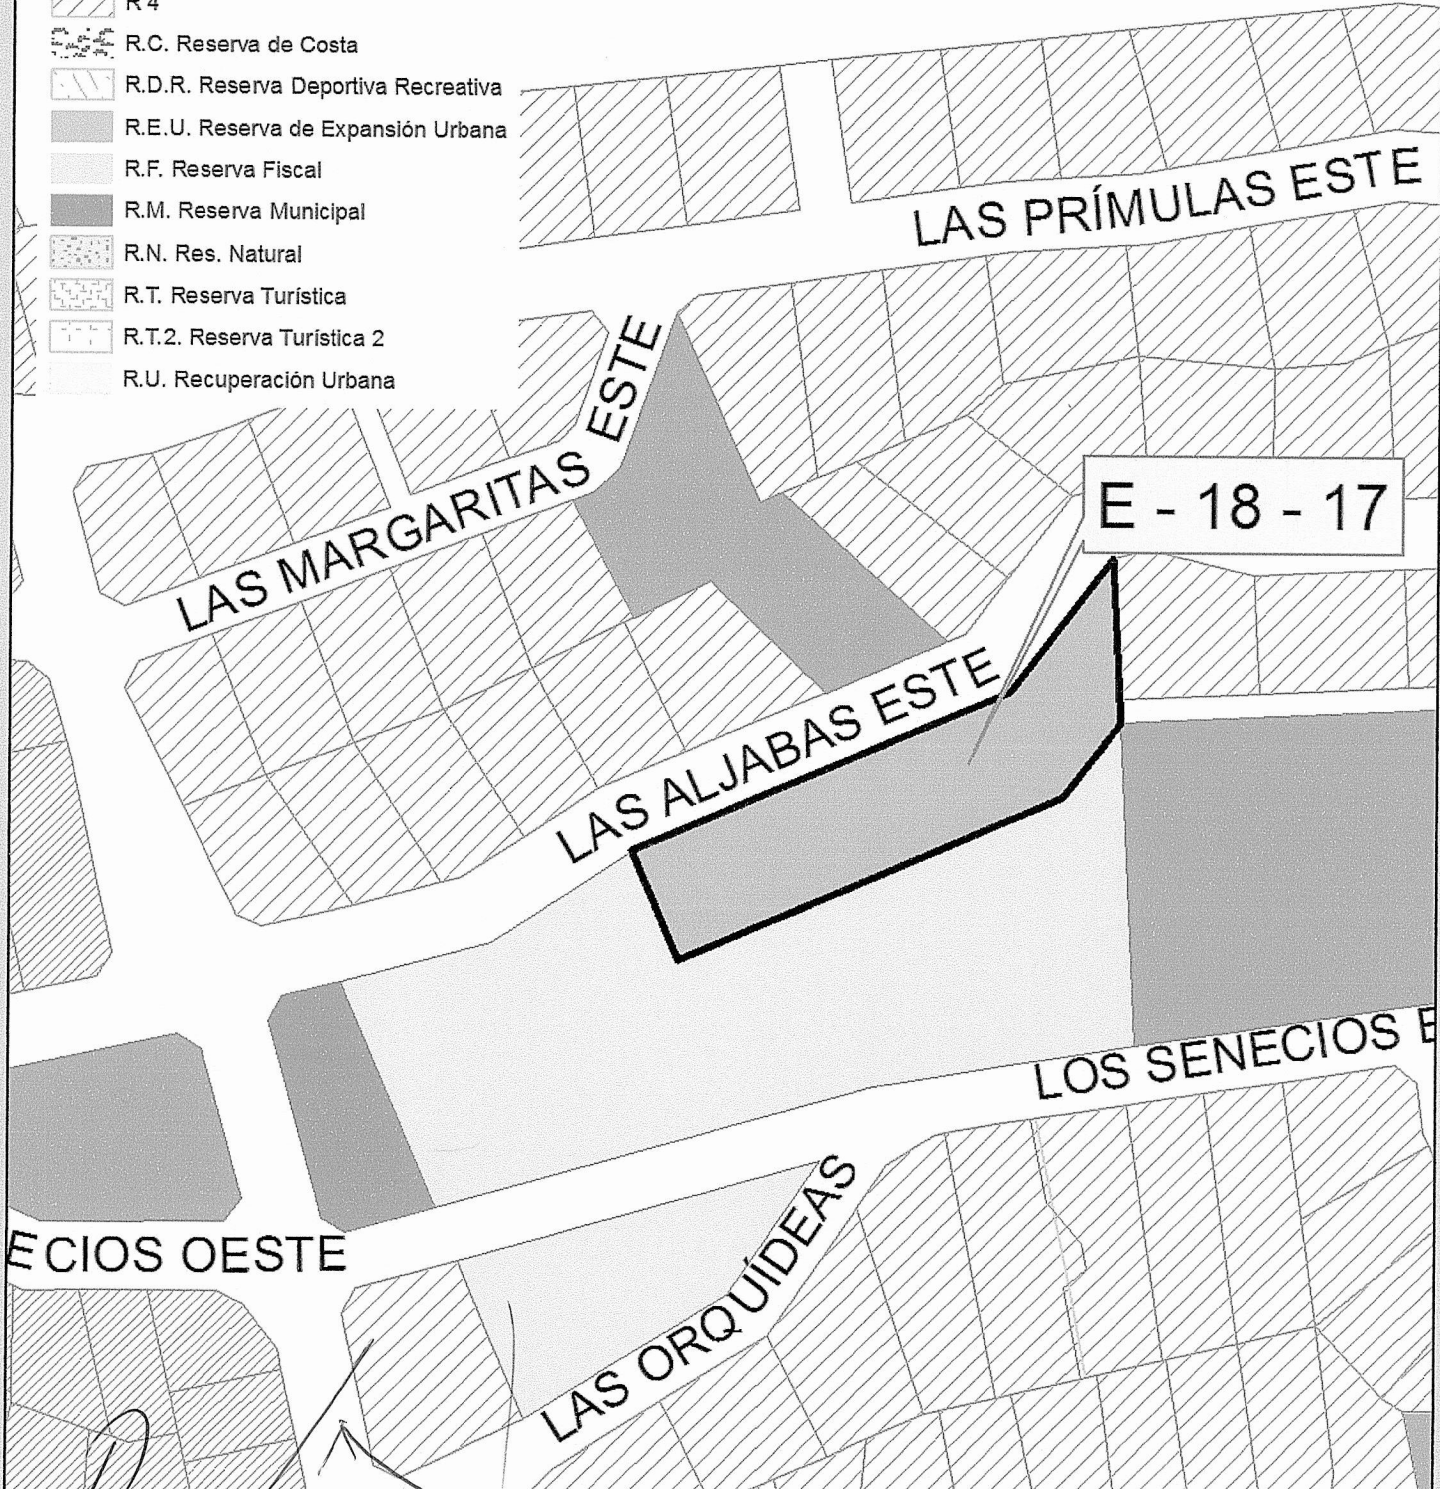 R 4
R.C. Reserva de Costa
R.D.R. Reserva Deportiva Recreativa
R.E.U. Reserva de Expansión Urbana
R.F. Reserva Fiscal
R.M. Reserva Municipal
R.N. Res. Natural
R.T. Reserva Turística
R.T.2. Reserva Turística 2
R.U. Recuperación Urbana
LAS PRÍMULAS ESTE
LAS MARGARITAS ESTE
E - 18 - 17
LAS ALJABAS ESTE
LOS SENECIOS E
ECIOS OESTE
LAS ORQUÍDEAS